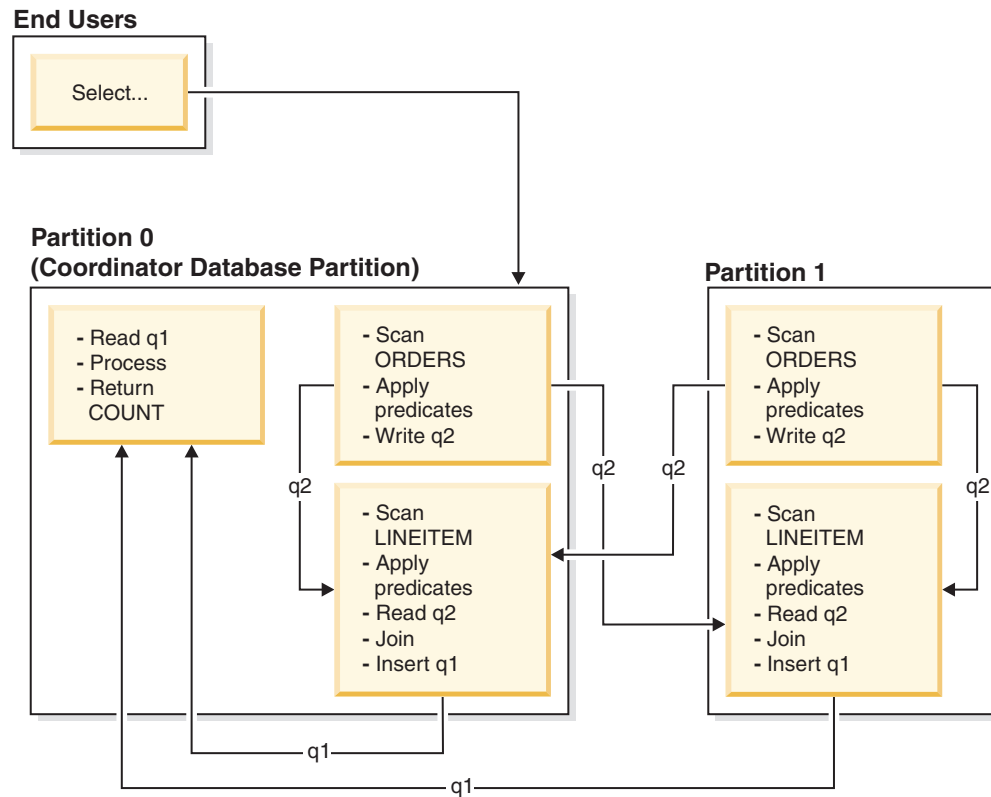 End Users
Select...
Partition 0
(Coordinator Database Partition)
- Read q1
- Process
- Return
COUNT
- Scan
ORDERS
- Apply
predicates
- Write q2
q2
- Scan
LINEITEM
- Apply
predicates
- Read q2
- Join
- Insert q1
q2
q2
Partition 1
- Scan
ORDERS
- Apply
predicates
- Write q2
q2
- Scan
LINEITEM
- Apply
predicates
- Read q2
- Join
- Insert q1
q1
q1